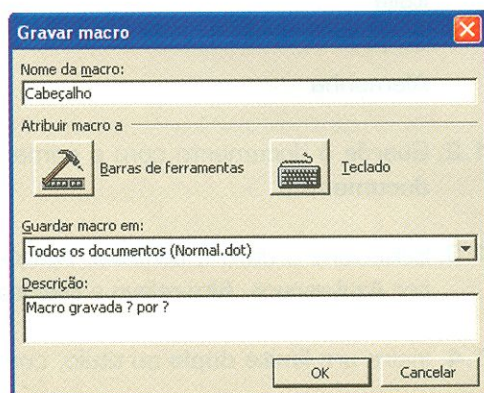 Gravar macro
Nome da macro:
Cabeçalho
Atribuir macro a
Barras de ferramentas
Teclado
Guardar macro em:
Todos os documentos (Normal.dot)
Descrição:
Macro gravada ? por ?
OK
Cancelar